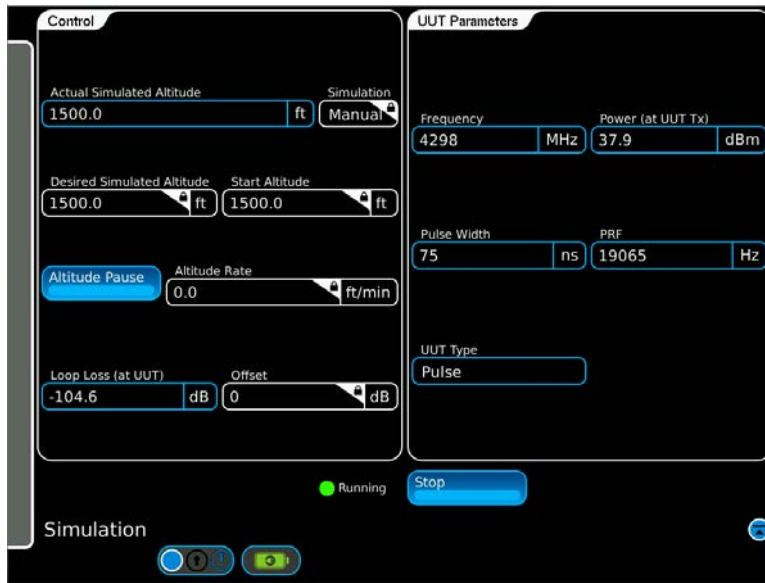 Control
Actual Simulated Altitude
1500.0 ft
Simulation
Manual
Desired Simulated Altitude
1500.0 ft
Start Altitude
1500.0 ft
Altitude Pause
Altitude Rate
0.0 ft/min
Loop Loss (at UUT)
-104.6 dB
Offset
0 dB
UUT Parameters
Frequency
4298 MHz
Power (at UUT Tx)
37.9 dBm
Pulse Width
75 ns
PRF
19065 Hz
UUT Type
Pulse
Running
Stop
Simulation